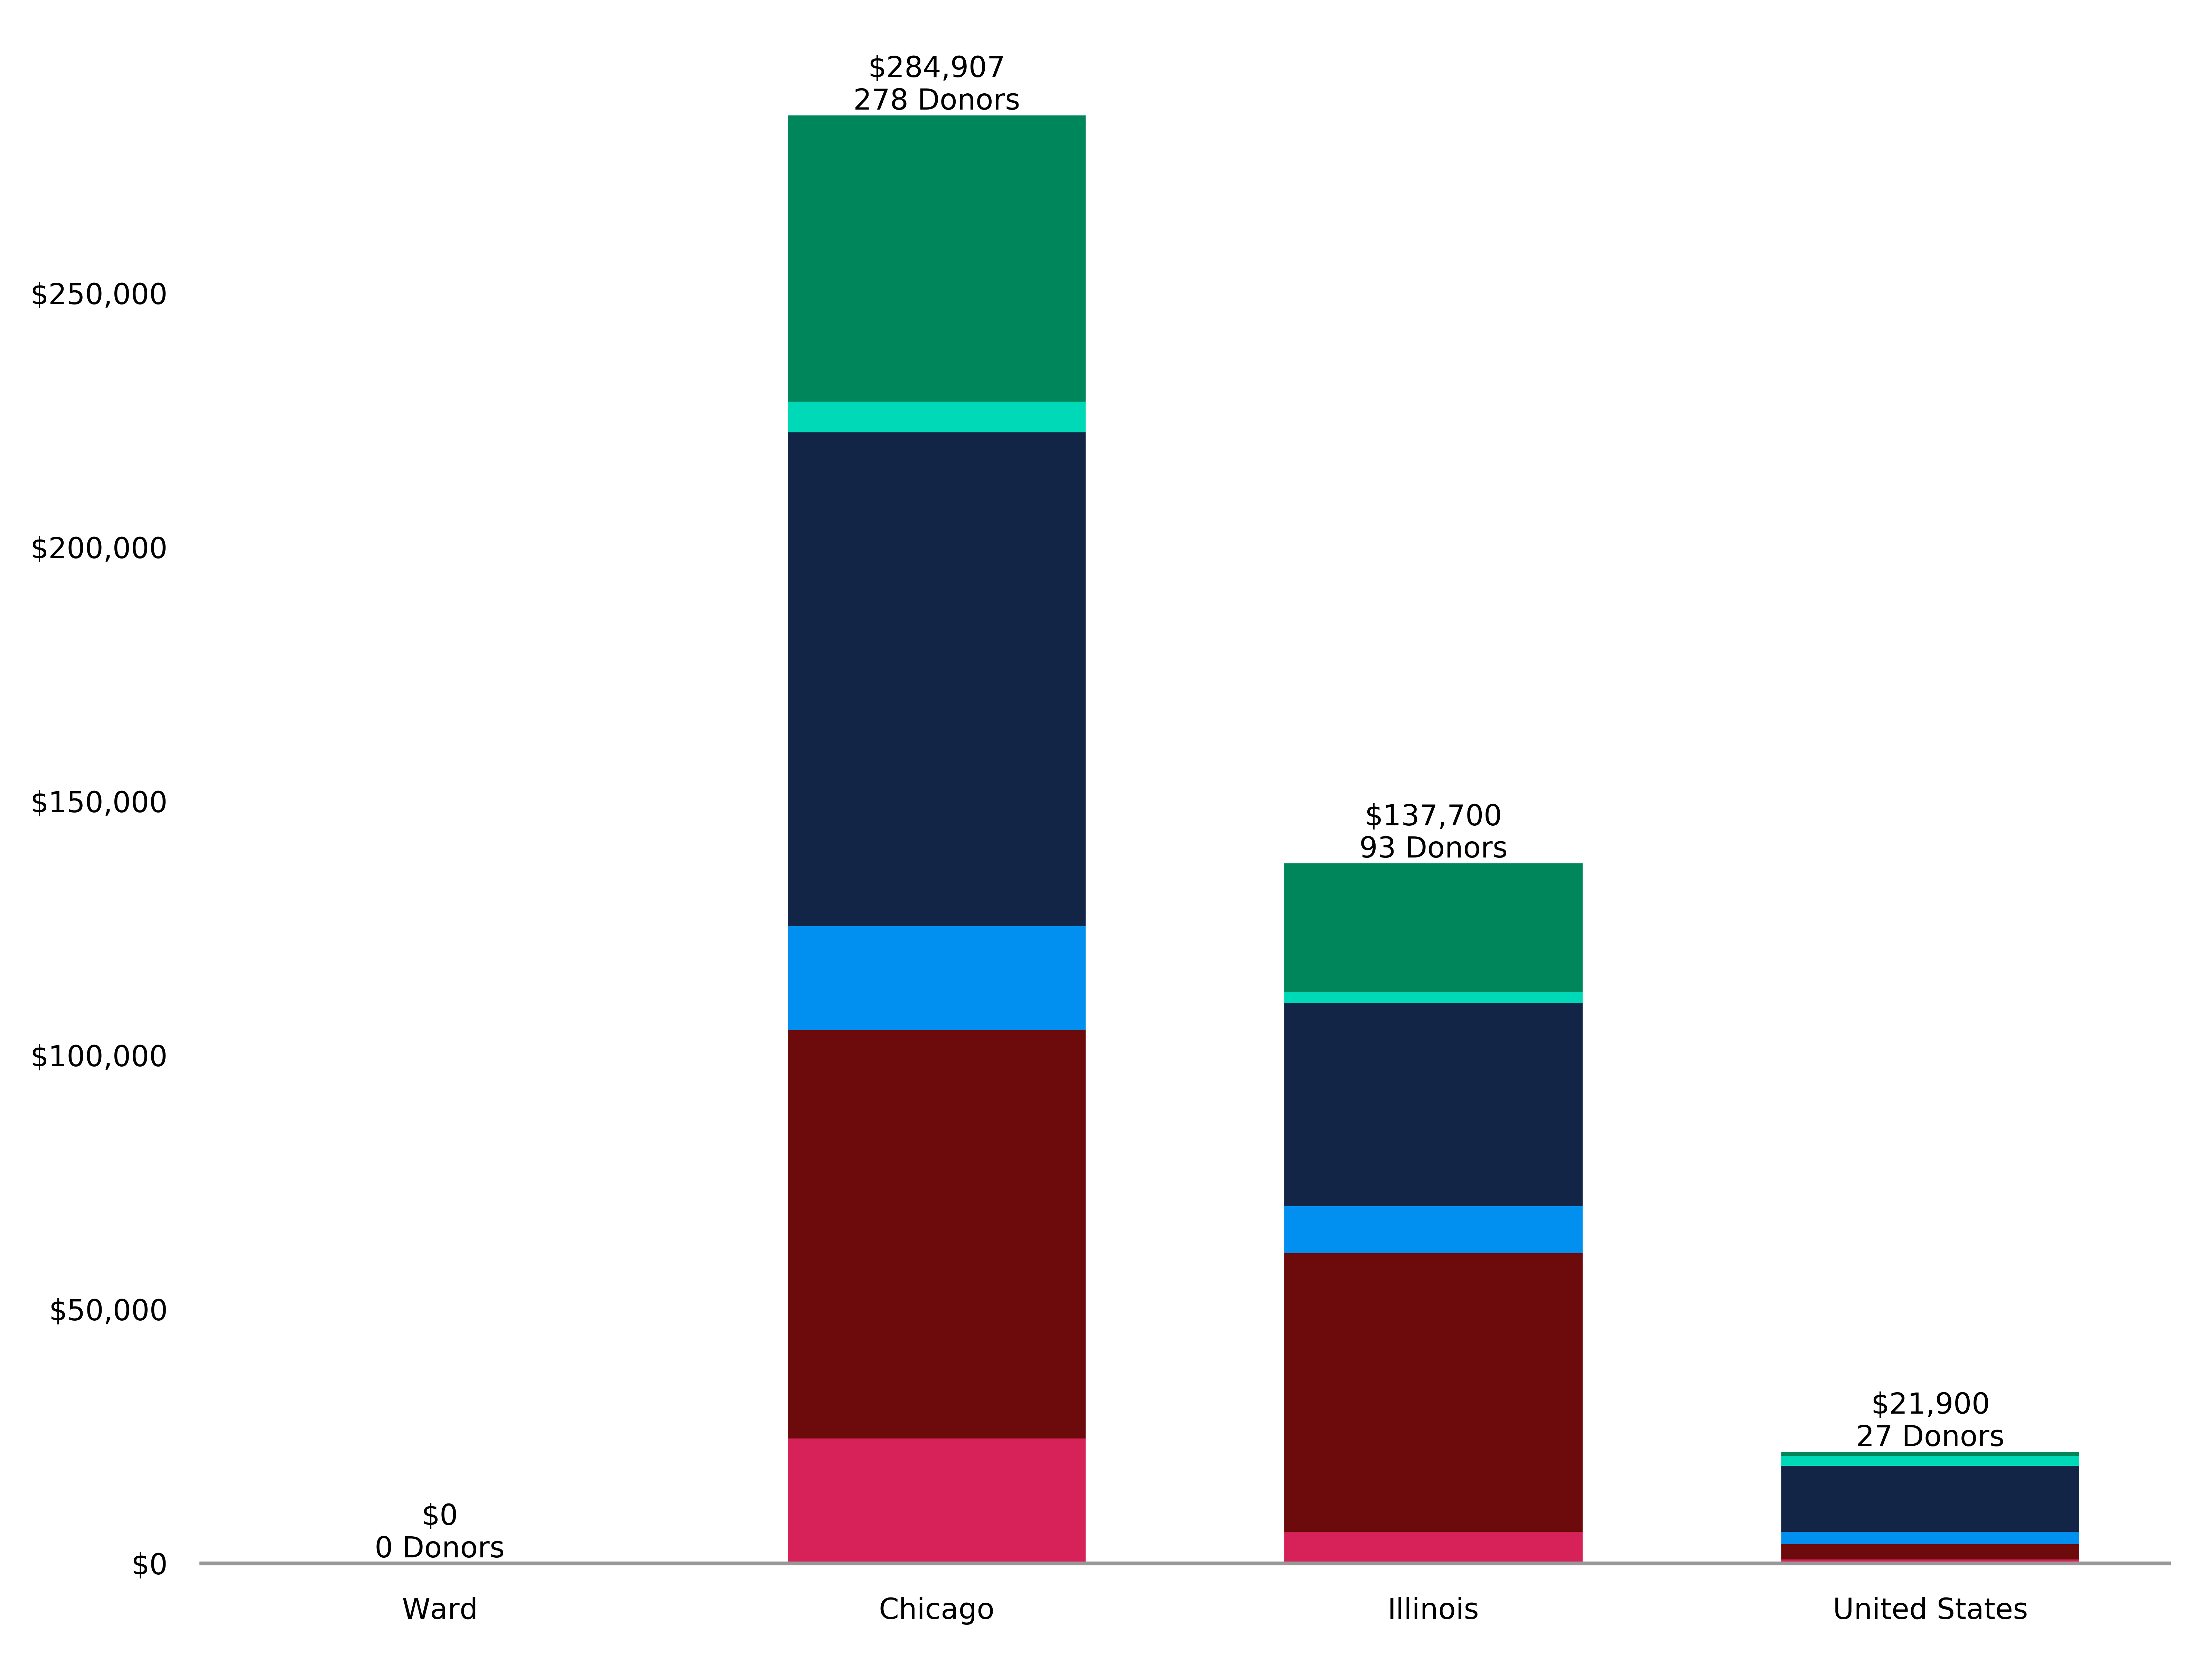 $284,907
278 Donors
$250,000
$200,000
$150,000
$137,700
93 Donors
$100,000
$50,000
$21,900
27 Donors
$0
0 Donors
$0
Ward
Chicago
Illinois
United States